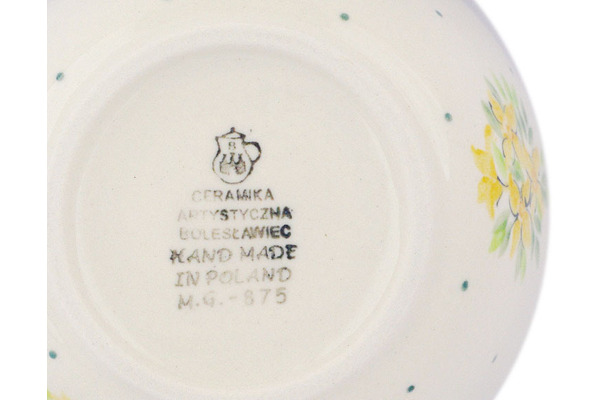 B
CERAMIKA
ARTYSTYCZNA
BOLESŁAWIEC
HAND MADE
IN POLAND
M.G.-875